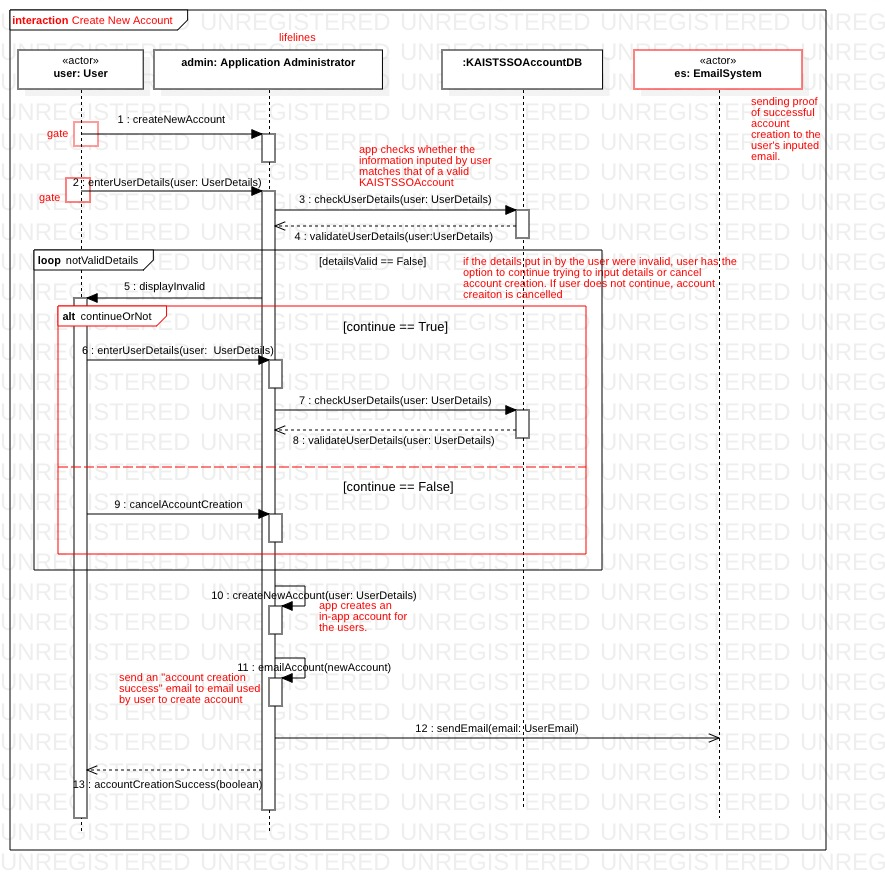 interaction Create New Account
lifelines
«actor»
user: User
admin: Application Administrator
:KAISTSSOAccountDB
«actor»
es: EmailSystem
sending proof
of successful
account
creation to the
user's inputed
email.
1 : createNewAccount
gate
app checks whether the
information inputed by user
matches that of a valid
KAISTSSOAccount
2 : enterUserDetails(user: UserDetails)
gate
3 : checkUserDetails(user: UserDetails)
4 : validateUserDetails(user:UserDetails)
loop notValidDetails
[detailsValid == False]
if the details put in by the user were invalid, user has the
option to continue trying to input details or cancel
account creation. If user does not continue, account
creaiton is cancelled
5 : displayInvalid
alt continueOrNot
[continue == True]
6 : enterUserDetails(user: UserDetails)
7 : checkUserDetails(user: UserDetails)
8 : validateUserDetails(user: UserDetails)
[continue == False]
9 : cancelAccountCreation
10 : createNewAccount(user: UserDetails)
app creates an
in-app account for
the users.
11 : emailAccount(newAccount)
send an "account creation
success" email to email used
by user to create account
12 : sendEmail(email: UserEmail)
13 : accountCreationSuccess(boolean)
UNREGISTERED